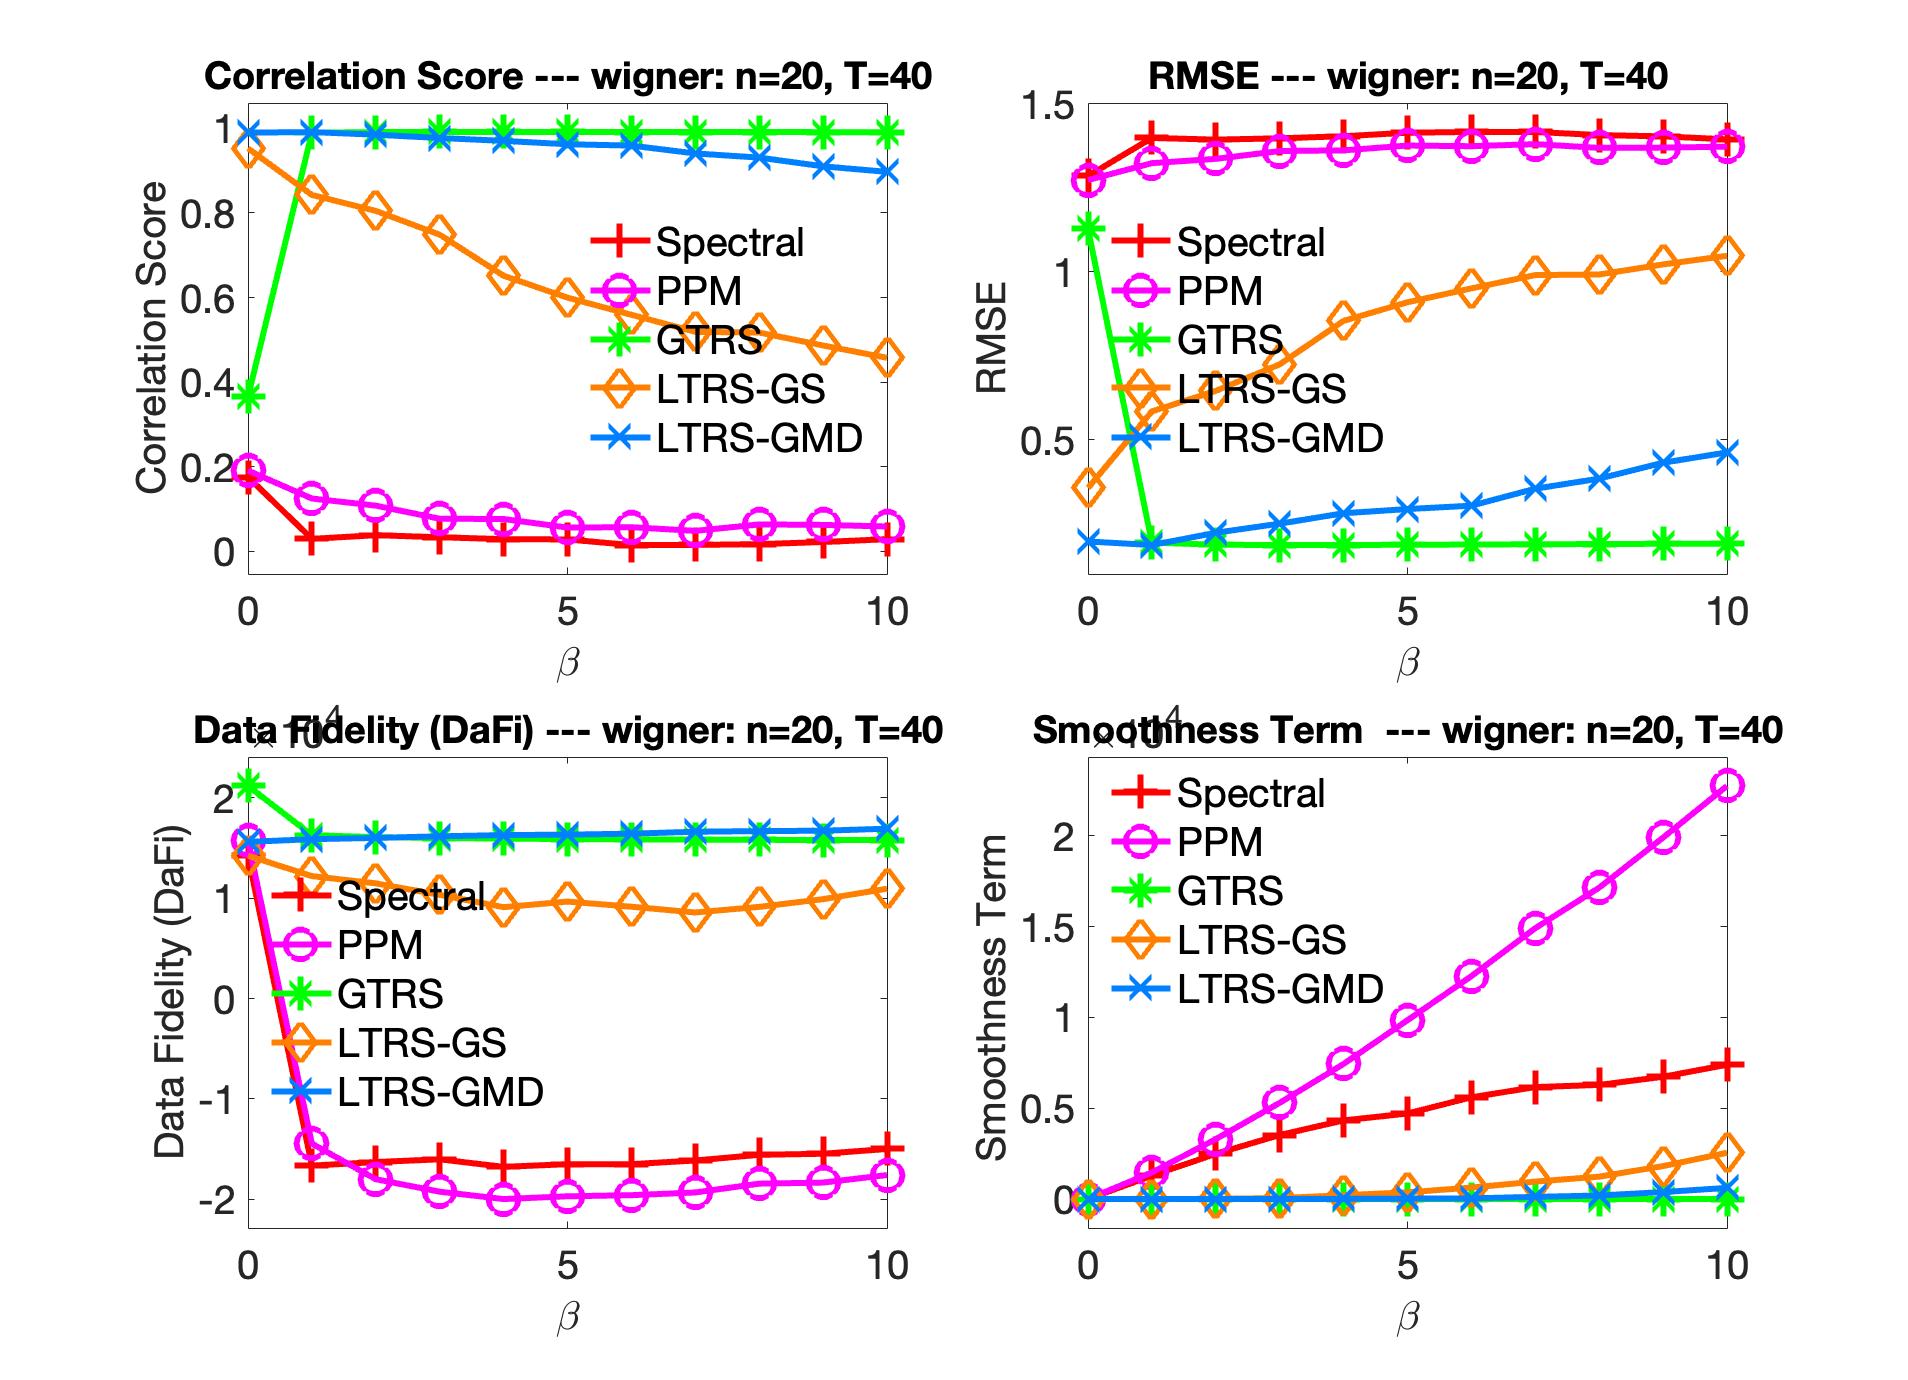 Correlation Score --- wigner: n=20, T=40
1
0.8
0.6
0.4
0.2
0
Correlation Score
Spectral
PPM
GTRS
LTRS-GS
LTRS-GMD
0 5 10
β
RMSE --- wigner: n=20, T=40
1.5
1
0.5
RMSE
Spectral
PPM
GTRS
LTRS-GS
LTRS-GMD
0 5 10
β
× 10^4
Data Fidelity (DaFi) --- wigner: n=20, T=40
2
1
0
-1
-2
Data Fidelity (DaFi)
Spectral
PPM
GTRS
LTRS-GS
LTRS-GMD
0 5 10
β
× 10^4
Smoothness Term --- wigner: n=20, T=40
2
1.5
1
0.5
0
Smoothness Term
Spectral
PPM
GTRS
LTRS-GS
LTRS-GMD
0 5 10
β